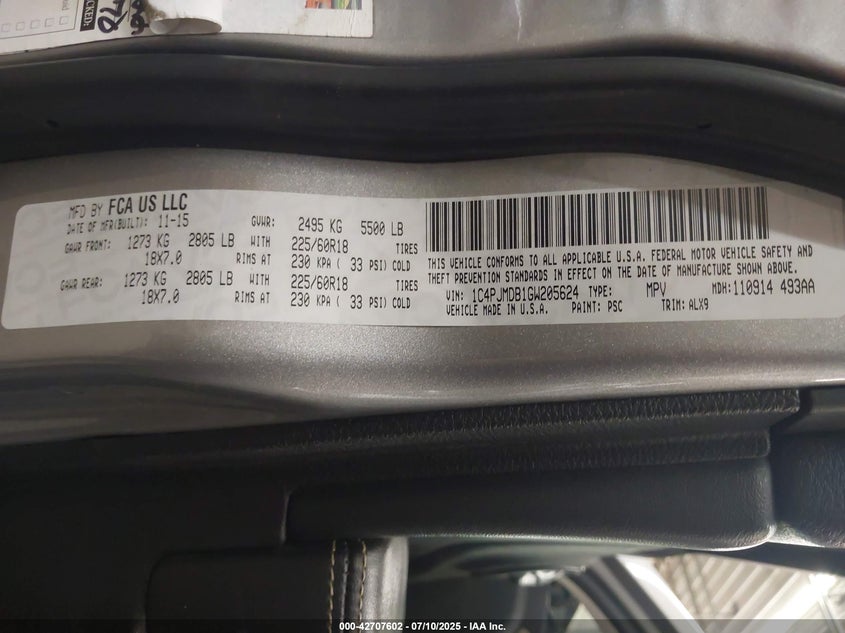 CKED:
MFD BY FCA US LLC
DATE OF MFR(BUILT): 11-15 GVWR: 2495 KG 5500 LB
GAWR FRONT: 1273 KG 2805 LB WITH 225/60R18 TIRES
18X7.0 RIMS AT 230 KPA ( 33 PSI) COLD
GAWR REAR: 1273 KG 2805 LB WITH 225/60R18 TIRES
18X7.0 RIMS AT 230 KPA ( 33 PSI) COLD
THIS VEHICLE CONFORMS TO ALL APPLICABLE U.S.A. FEDERAL MOTOR VEHICLE SAFETY AND
THEFT PREVENTION STANDARDS IN EFFECT ON THE DATE OF MANUFACTURE SHOWN ABOVE.
VIN: 1C4PJMDB1GW205624 TYPE: MPV MDH:110914 493AA
VEHICLE MADE IN U.S.A. PAINT: PSC TRIM: ALX9
000-42707602 - 07/10/2025 - IAA Inc.